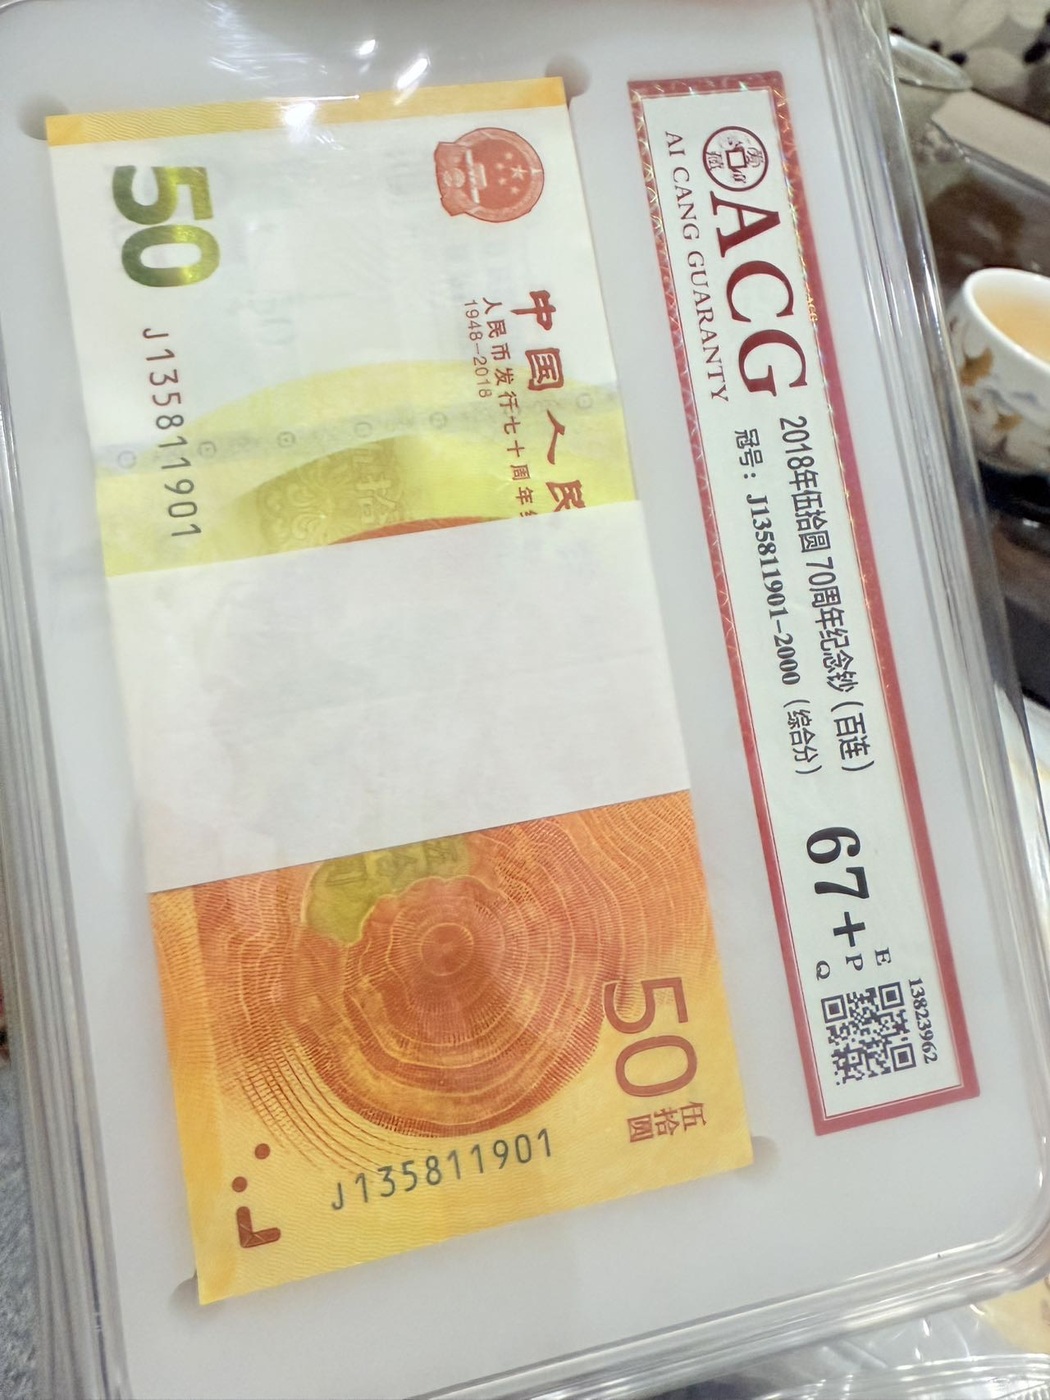 ACG
AI CANG GUARANTY
2018年伍拾圆 70周年纪念钞（百连）
冠号：J135811901-2000（综合分）
67+
E
P
Q
13823962
50
J135811901
中国人民
人民币发行七十周年纪
1948-2018
50
伍拾圆
J135811901